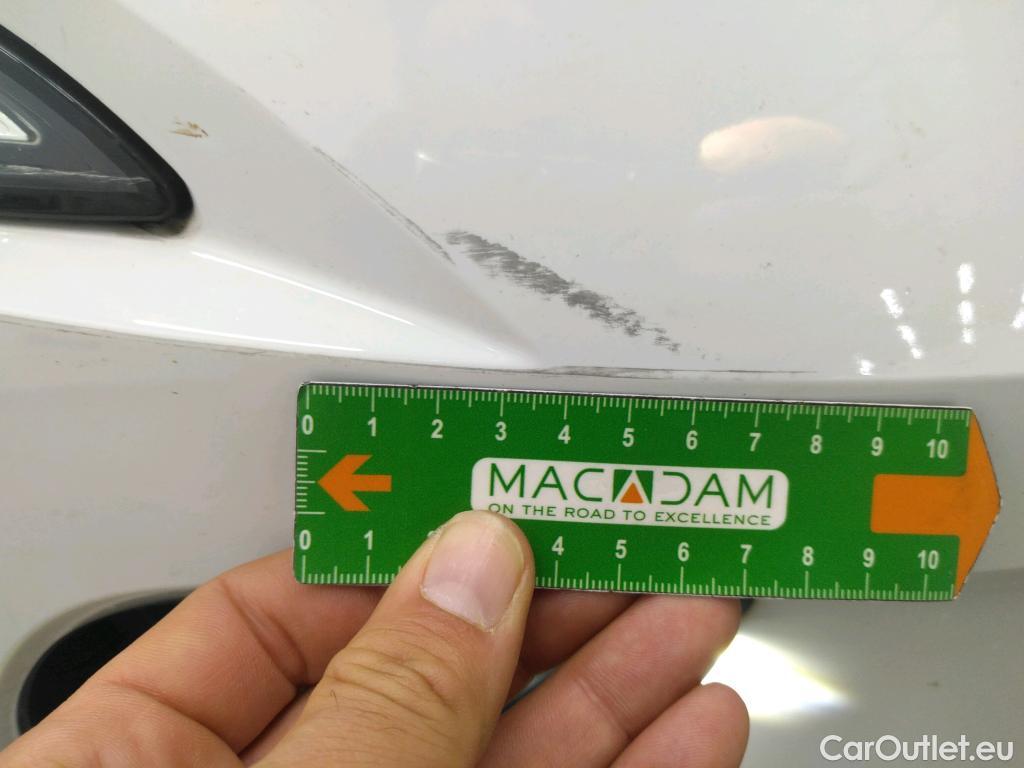 0 1 2 3 4 5 6 7 8 9 10
MACADAM
ON THE ROAD TO EXCELLENCE
0 1 4 5 6 7 8 9 10
CarOutlet.eu